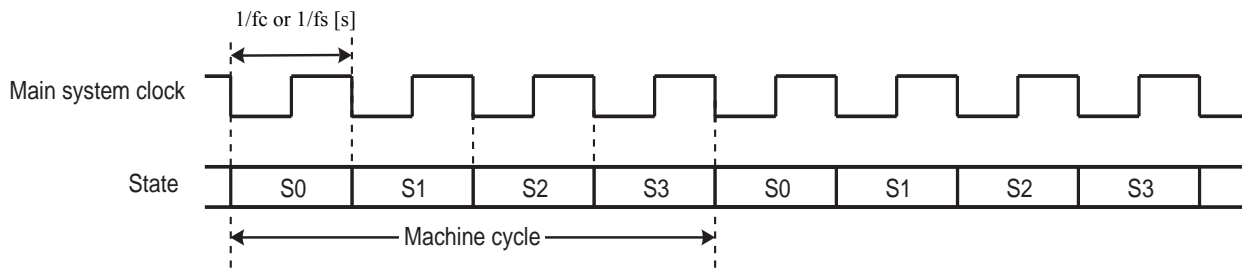 1/fc or 1/fs [s]
Main system clock
State S0 S1 S2 S3 S0 S1 S2 S3
Machine cycle